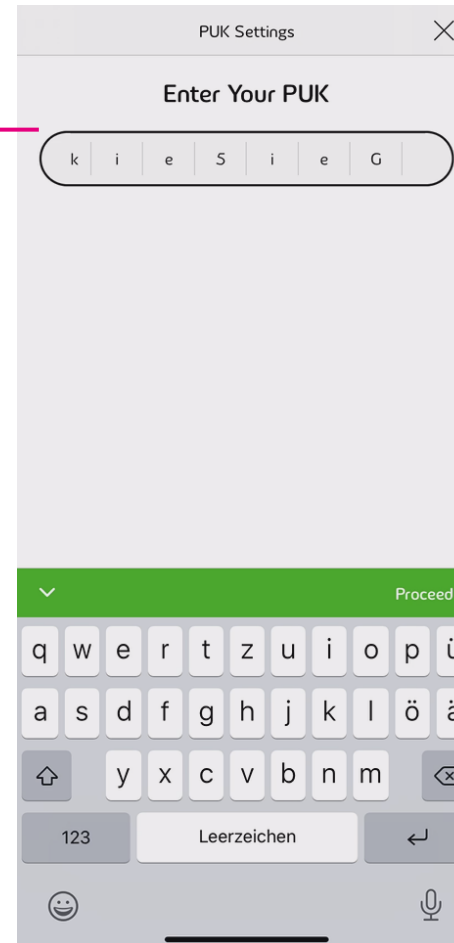 PUK Settings
Enter Your PUK
k i e S i e G
Proceed
q w e r t z u i o p ü
a s d f g h j k l ö ä
y x c v b n m
123 Leerzeichen